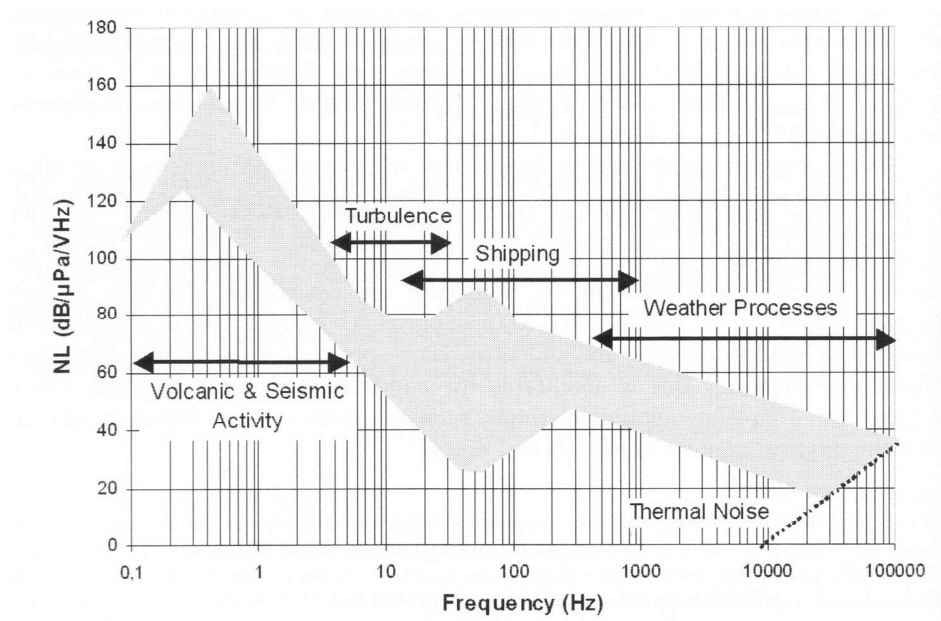 180
160
140
120
100
80
60
40
20
0
NL (dB/µPa/VHz)
Turbulence
Shipping
Weather Processes
Volcanic & Seismic
Activity
Thermal Noise
0,1
1
10
100
1000
10000
100000
Frequency (Hz)